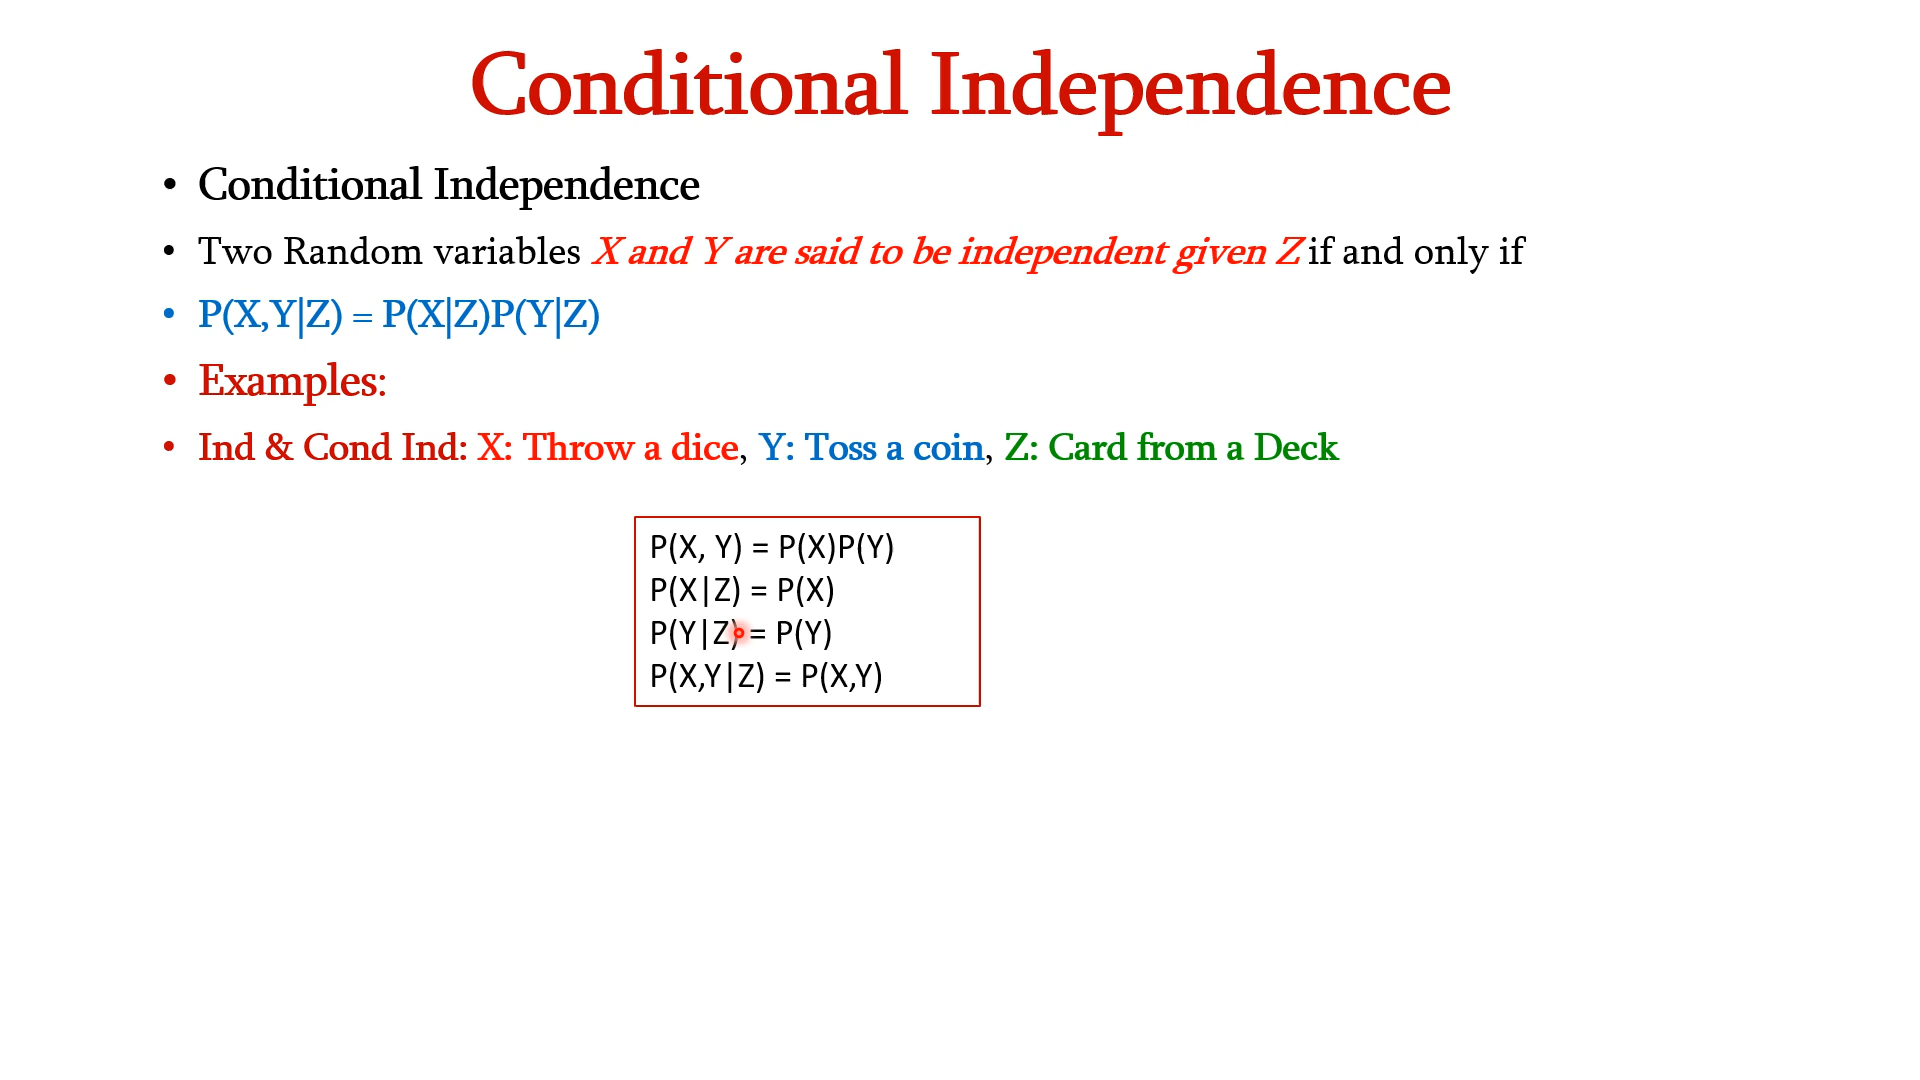 Conditional Independence
• Conditional Independence
• Two Random variables X and Y are said to be independent given Z if and only if
• P(X,Y|Z) = P(X|Z)P(Y|Z)
• Examples:
• Ind & Cond Ind: X: Throw a dice, Y: Toss a coin, Z: Card from a Deck
P(X, Y) = P(X)P(Y)
P(X|Z) = P(X)
P(Y|Z) = P(Y)
P(X,Y|Z) = P(X,Y)